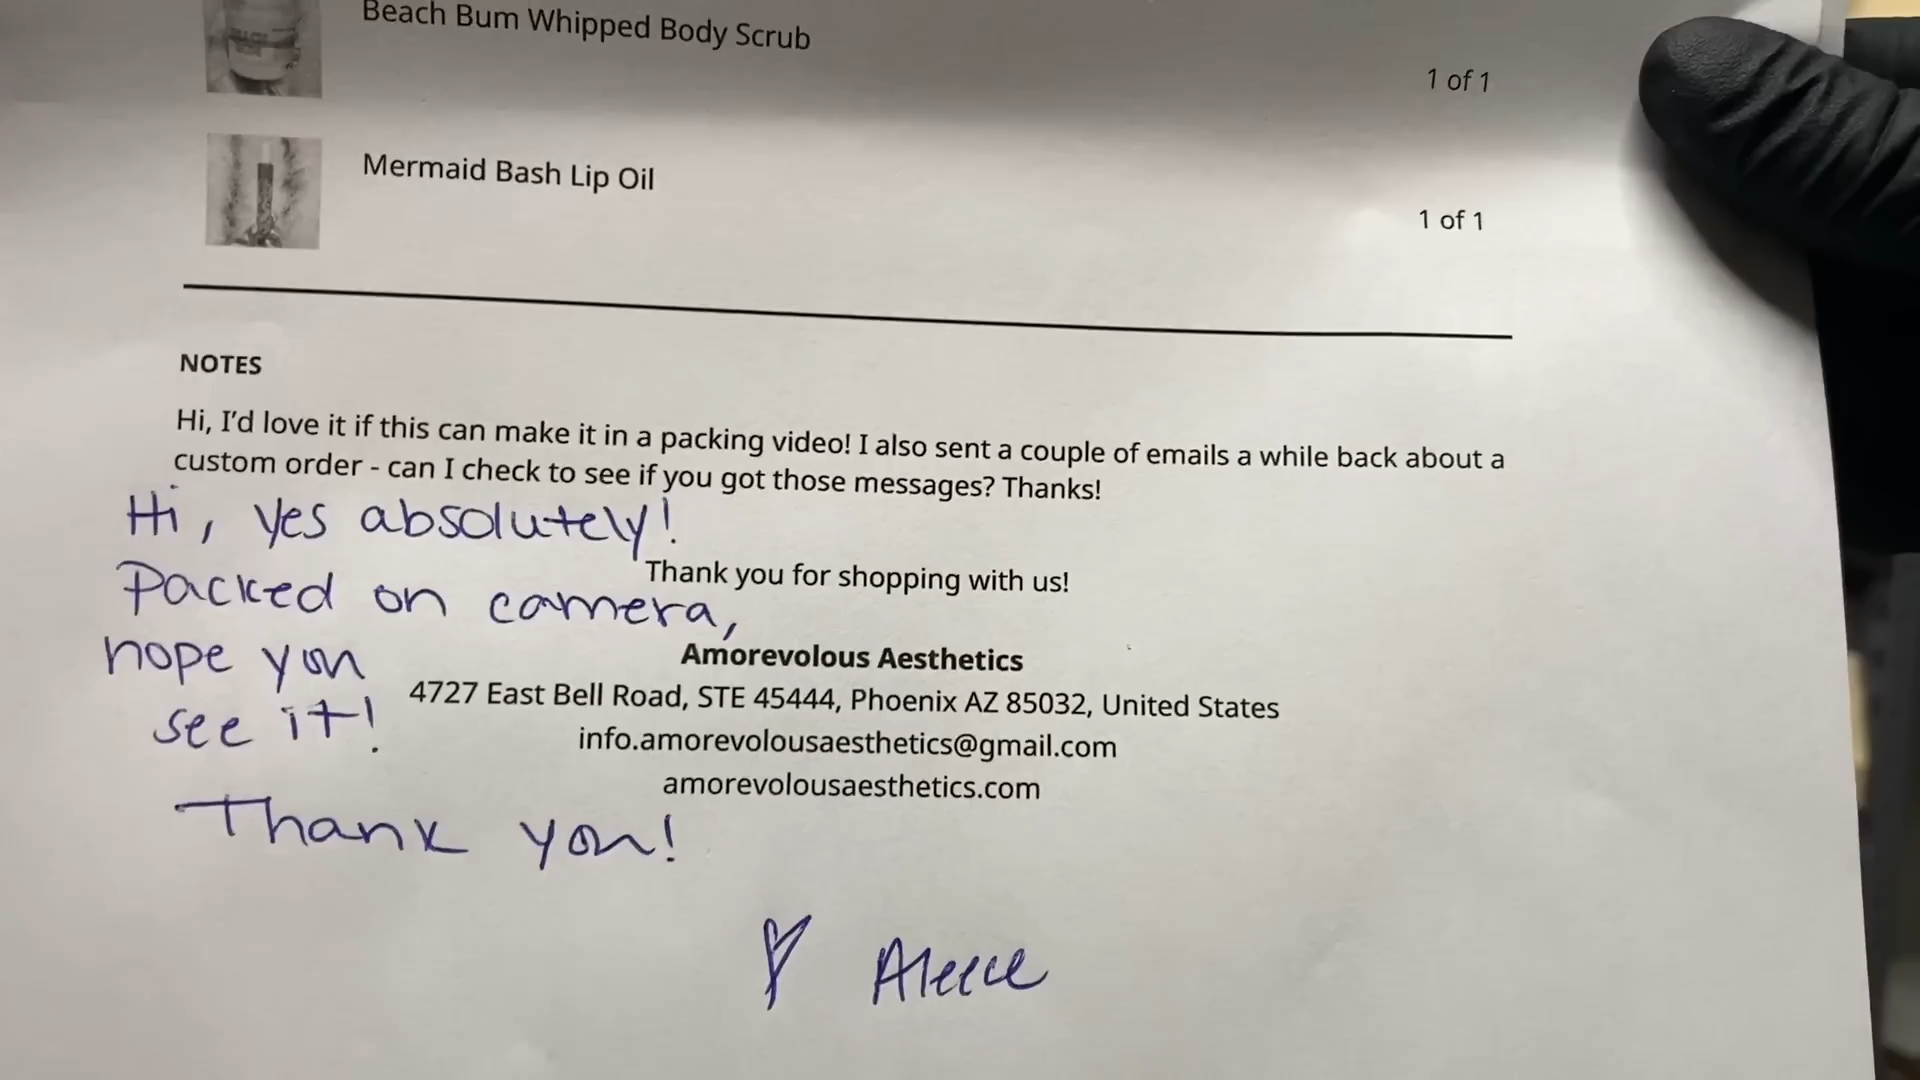 Beach Bum Whipped Body Scrub
1 of 1
Mermaid Bash Lip Oil
1 of 1
NOTES
Hi, I'd love it if this can make it in a packing video! I also sent a couple of emails a while back about a
custom order - can I check to see if you got those messages? Thanks!
Hi, yes absolutely!
Thank you for shopping with us!
Packed on camera,
hope you
see it!
Amorevolous Aesthetics
4727 East Bell Road, STE 45444, Phoenix AZ 85032, United States
info.amorevolousaesthetics@gmail.com
amorevolousaesthetics.com
Thank you!
Aleece